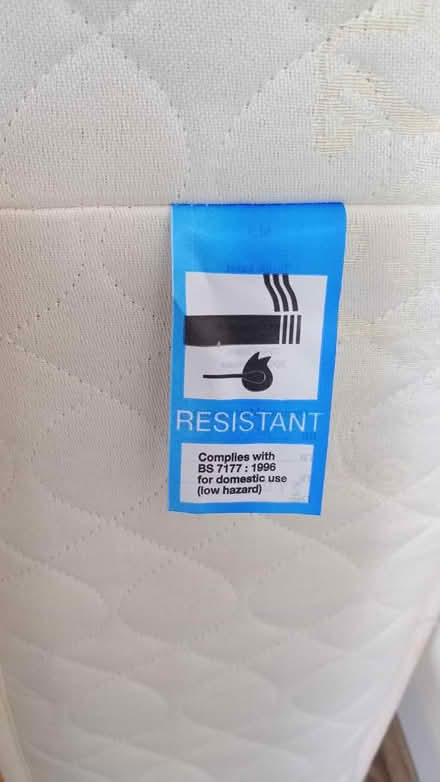 RESISTANT
Complies with
BS 7177 : 1996
for domestic use
(low hazard)